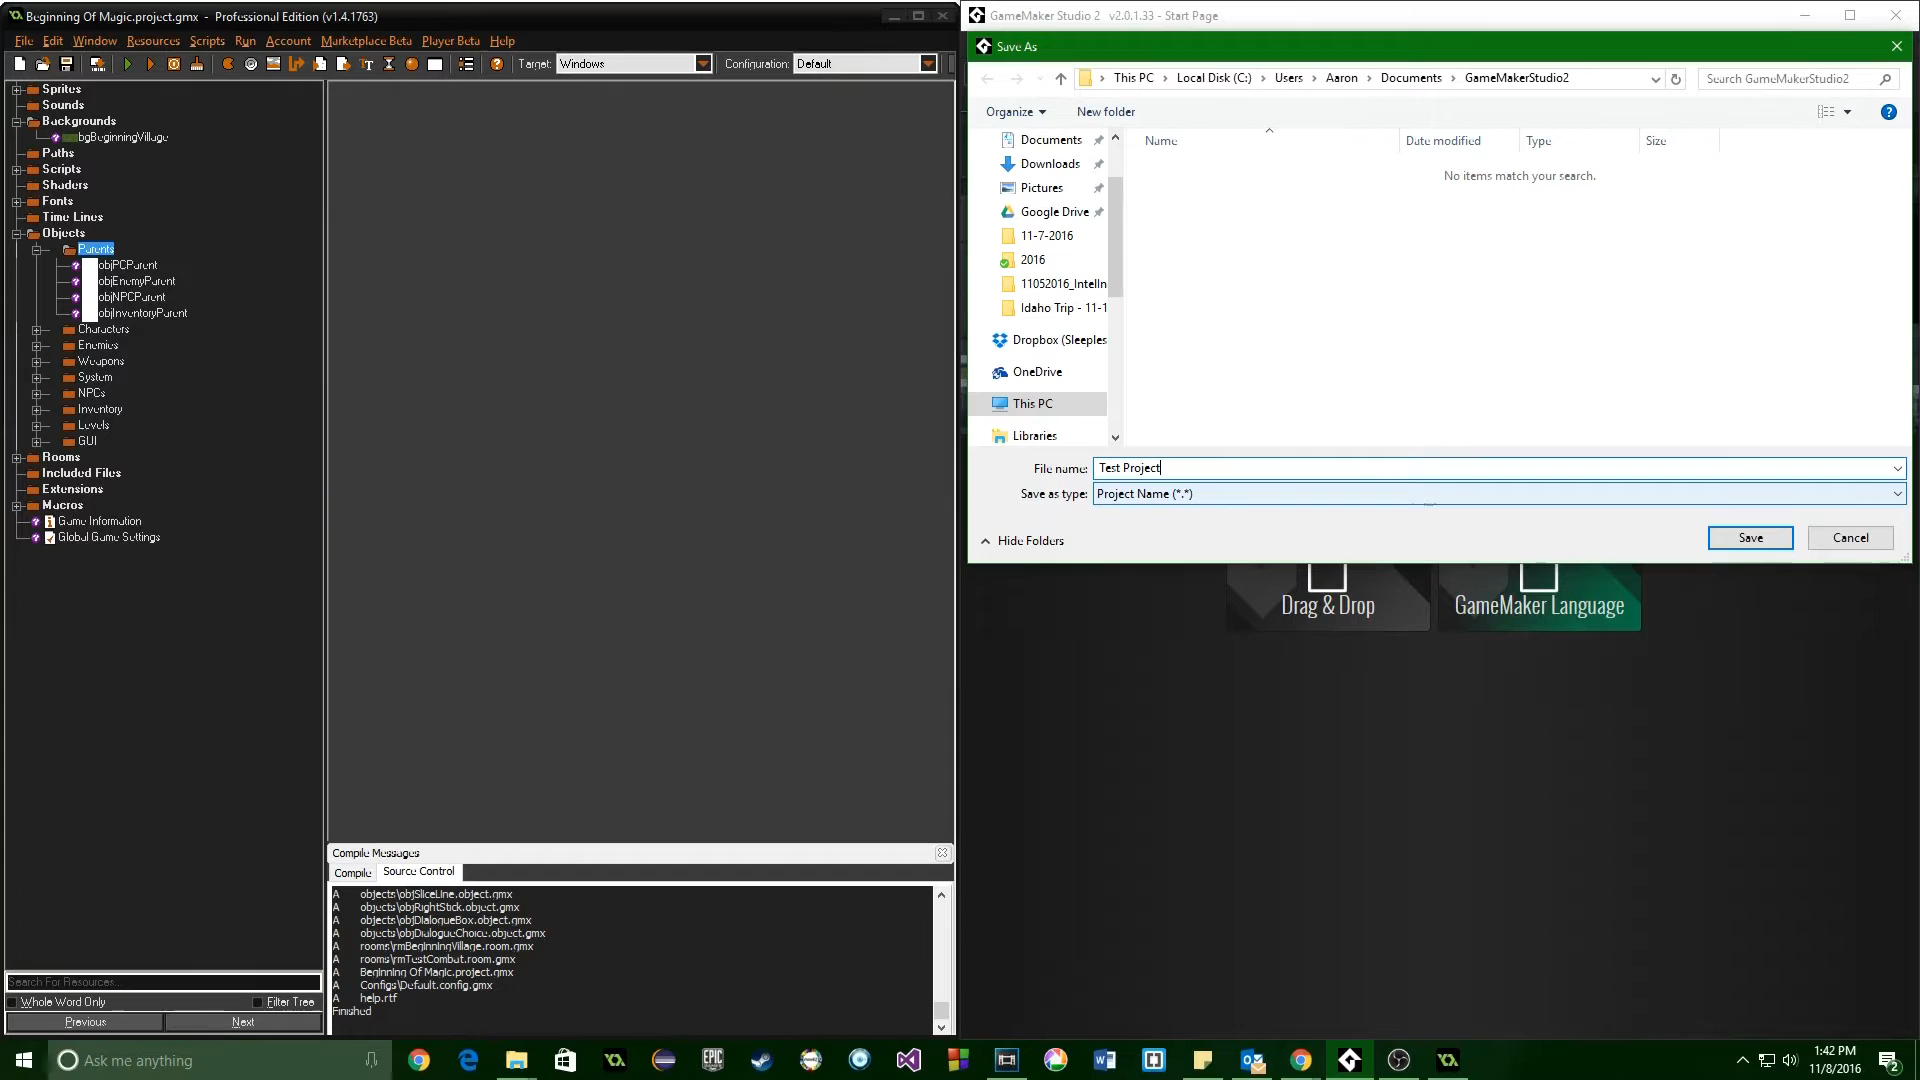 Beginning Of Magic.project.gmx - Professional Edition (v1.4.1763)
File Edit Window Resources Scripts Run Account Marketplace Beta Player Beta Help
Target: Windows Configuration: Default
Sprites
Sounds
Backgrounds
bgBeginningVillage
Paths
Scripts
Shaders
Fonts
Time Lines
Objects
Parents
objPCParent
objEnemyParent
objNPCParent
objInventoryParent
Characters
Enemies
Weapons
System
NPCs
Inventory
Levels
GUI
Rooms
Included Files
Extensions
Macros
Game Information
Global Game Settings
Search For Resources...
Whole Word Only Filter Tree
Previous Next
Compile Messages
Compile Source Control
A objects\objSliceLine.object.gmx
A objects\objRightStick.object.gmx
A objects\objDialogueBox.object.gmx
A objects\objDialogueChoice.object.gmx
A rooms\rmBeginningVillage.room.gmx
A rooms\rmTestCombat.room.gmx
A Beginning Of Magic.project.gmx
A Configs\Default.config.gmx
A help.rtf
Finished
GameMaker Studio 2 v2.0.1.33 - Start Page
Save As
This PC > Local Disk (C:) > Users > Aaron > Documents > GameMakerStudio2
Search GameMakerStudio2
Organize New folder
Name Date modified Type Size
No items match your search.
Documents
Downloads
Pictures
Google Drive
11-7-2016
2016
11052016_IntelIn
Idaho Trip - 11-1
Dropbox (Sleeples
OneDrive
This PC
Libraries
File name: Test Project
Save as type: Project Name (*.*)
Hide Folders Save Cancel
Drag & Drop GameMaker Language
Ask me anything
EPIC GAMES
1:42 PM
11/8/2016
2